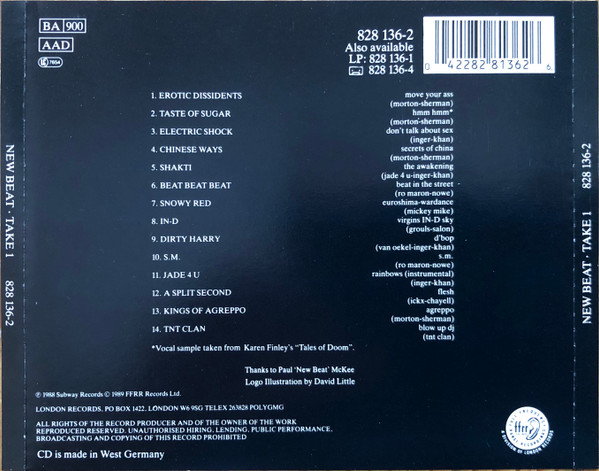 BA 900
AAD
LC 7654
828 136-2
Also available
LP: 828 136-1
828 136-4
0 42282 81362 6
1. EROTIC DISSIDENTS move your ass
(morton-sherman)
2. TASTE OF SUGAR hmm hmm*
(morton-sherman)
3. ELECTRIC SHOCK don't talk about sex
(inger-khan)
4. CHINESE WAYS secrets of china
(morton-sherman)
5. SHAKTI the awakening
(jade 4 u-inger-khan)
6. BEAT BEAT BEAT beat in the street
(ro maron-nowe)
7. SNOWY RED euroshima-wardance
(mickey mike)
8. IN-D virgins IN-D sky
(grouls-salon)
9. DIRTY HARRY d'bop
(van oekel-inger-khan)
10. S.M. s.m.
(ro maron-nowe)
11. JADE 4 U rainbows (instrumental)
(inger-khan)
12. A SPLIT SECOND flesh
(ickx-chayell)
13. KINGS OF AGREPPO agreppo
(morton-sherman)
14. TNT CLAN blow up dj
(tnt clan)
*Vocal sample taken from Karen Finley's "Tales of Doom".
Thanks to Paul 'New Beat' McKee
Logo Illustration by David Little
℗ 1988 Subway Records © 1989 FFRR Records Ltd.
LONDON RECORDS, PO BOX 1422, LONDON W6 9SG TELEX 263828 POLYGMG
ALL RIGHTS OF THE RECORD PRODUCER AND OF THE OWNER OF THE WORK
REPRODUCED RESERVED. UNAUTHORISED HIRING, LENDING, PUBLIC PERFORMANCE,
BROADCASTING AND COPYING OF THIS RECORD PROHIBITED
CD is made in West Germany
ffrr
A DIVISION OF LONDON RECORDS
NEW BEAT · TAKE 1 828 136-2
NEW BEAT · TAKE 1 828 136-2